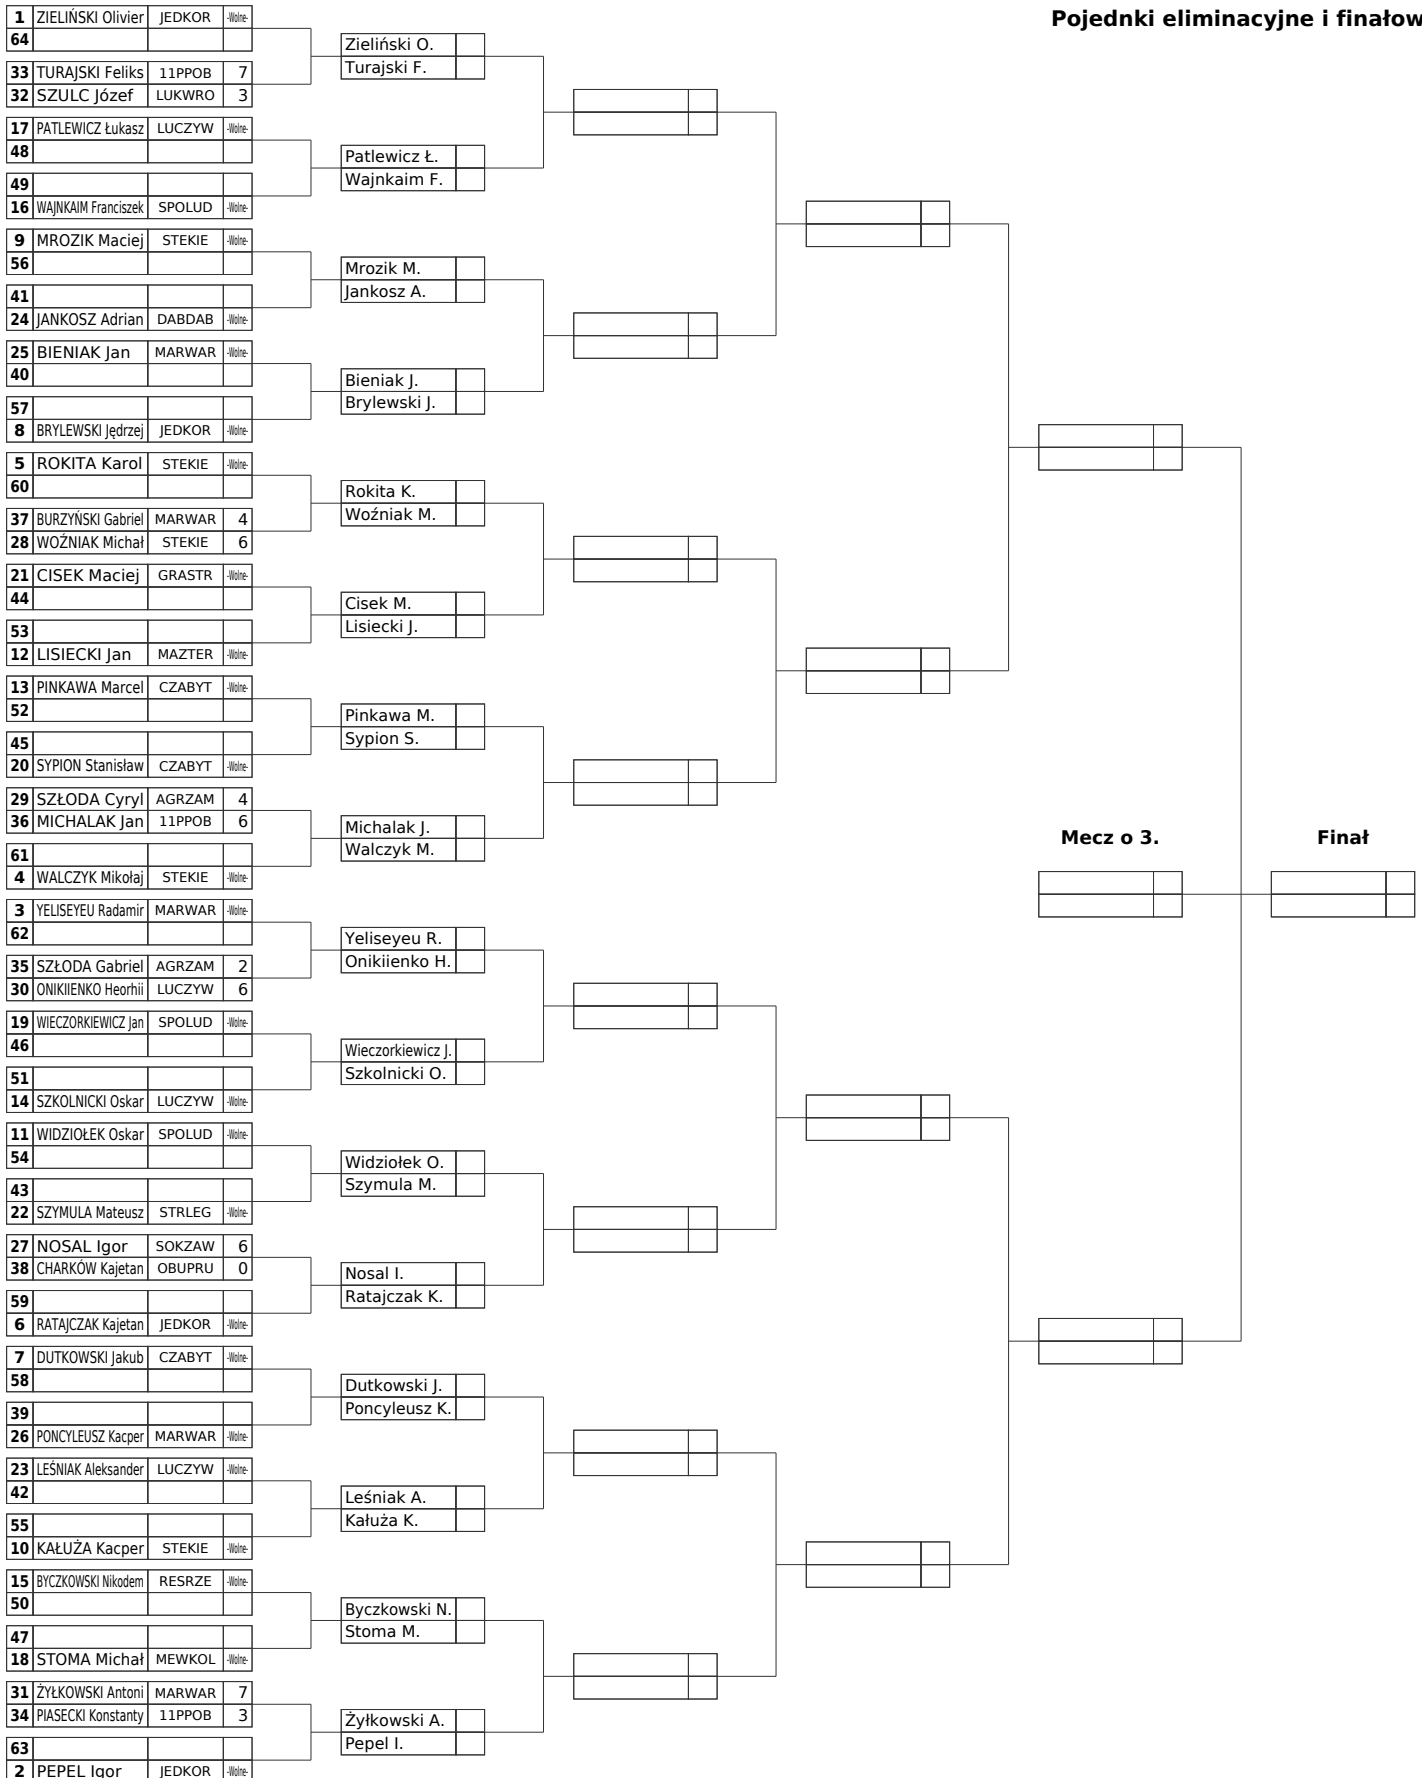 Pojednki eliminacyjne i finałow
1 ZIELIŃSKI Olivier JEDKOR -Wolne-
64
33 TURAJSKI Feliks 11PPOB 7
32 SZULC Józef LUKWRO 3
17 PATLEWICZ Łukasz LUCZYW -Wolne-
48
49
16 WAJNKAIM Franciszek SPOLUD -Wolne-
9 MROZIK Maciej STEKIE -Wolne-
56
41
24 JANKOSZ Adrian DABDAB -Wolne-
25 BIENIAK Jan MARWAR -Wolne-
40
57
8 BRYLEWSKI Jędrzej JEDKOR -Wolne-
5 ROKITA Karol STEKIE -Wolne-
60
37 BURZYŃSKI Gabriel MARWAR 4
28 WOŹNIAK Michał STEKIE 6
21 CISEK Maciej GRASTR -Wolne-
44
53
12 LISIECKI Jan MAZTER -Wolne-
13 PINKAWA Marcel CZABYT -Wolne-
52
45
20 SYPION Stanisław CZABYT -Wolne-
29 SZŁODA Cyryl AGRZAM 4
36 MICHALAK Jan 11PPOB 6
61
4 WALCZYK Mikołaj STEKIE -Wolne-
3 YELISEYEU Radamir MARWAR -Wolne-
62
35 SZŁODA Gabriel AGRZAM 2
30 ONIKIIENKO Heorhii LUCZYW 6
19 WIECZORKIEWICZ Jan SPOLUD -Wolne-
46
51
14 SZKOLNICKI Oskar LUCZYW -Wolne-
11 WIDZIOŁEK Oskar SPOLUD -Wolne-
54
43
22 SZYMULA Mateusz STRLEG -Wolne-
27 NOSAL Igor SOKZAW 6
38 CHARKÓW Kajetan OBUPRU 0
59
6 RATAJCZAK Kajetan JEDKOR -Wolne-
7 DUTKOWSKI Jakub CZABYT -Wolne-
58
39
26 PONCYLEUSZ Kacper MARWAR -Wolne-
23 LEŚNIAK Aleksander LUCZYW -Wolne-
42
55
10 KAŁUŻA Kacper STEKIE -Wolne-
15 BYCZKOWSKI Nikodem RESRZE -Wolne-
50
47
18 STOMA Michał MEWKOL -Wolne-
31 ŻYŁKOWSKI Antoni MARWAR 7
34 PIASECKI Konstanty 11PPOB 3
63
2 PEPEL Igor JEDKOR -Wolne-
Zieliński O.
Turajski F.
Patlewicz Ł.
Wajnkaim F.
Mrozik M.
Jankosz A.
Bieniak J.
Brylewski J.
Rokita K.
Woźniak M.
Cisek M.
Lisiecki J.
Pinkawa M.
Sypion S.
Michalak J.
Walczyk M.
Yeliseyeu R.
Onikiienko H.
Wieczorkiewicz J.
Szkolnicki O.
Widziołek O.
Szymula M.
Nosal I.
Ratajczak K.
Dutkowski J.
Poncyleusz K.
Leśniak A.
Kałuża K.
Byczkowski N.
Stoma M.
Żyłkowski A.
Pepel I.
Mecz o 3.
Finał